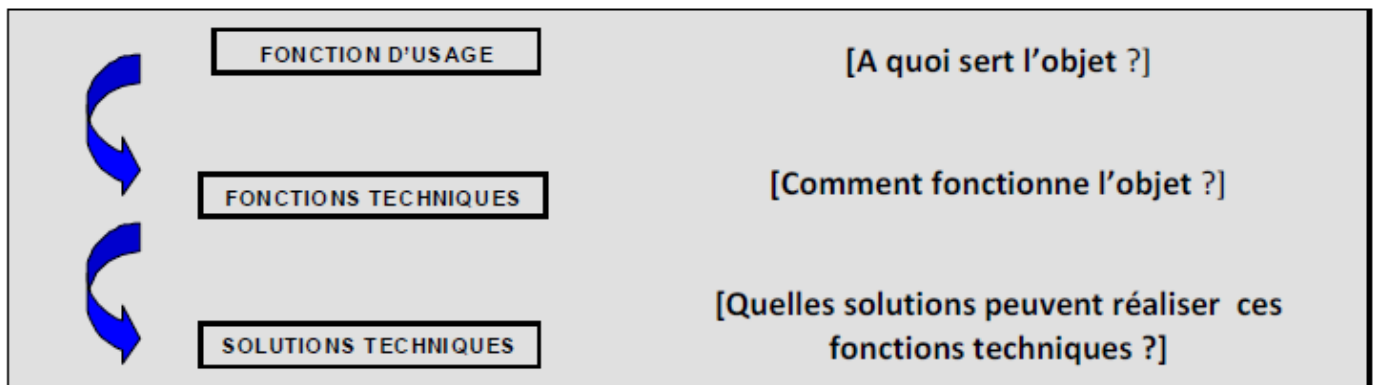 FONCTION D'USAGE
[A quoi sert l'objet ?]
FONCTIONS TECHNIQUES
[Comment fonctionne l'objet ?]
SOLUTIONS TECHNIQUES
[Quelles solutions peuvent réaliser ces
fonctions techniques ?]